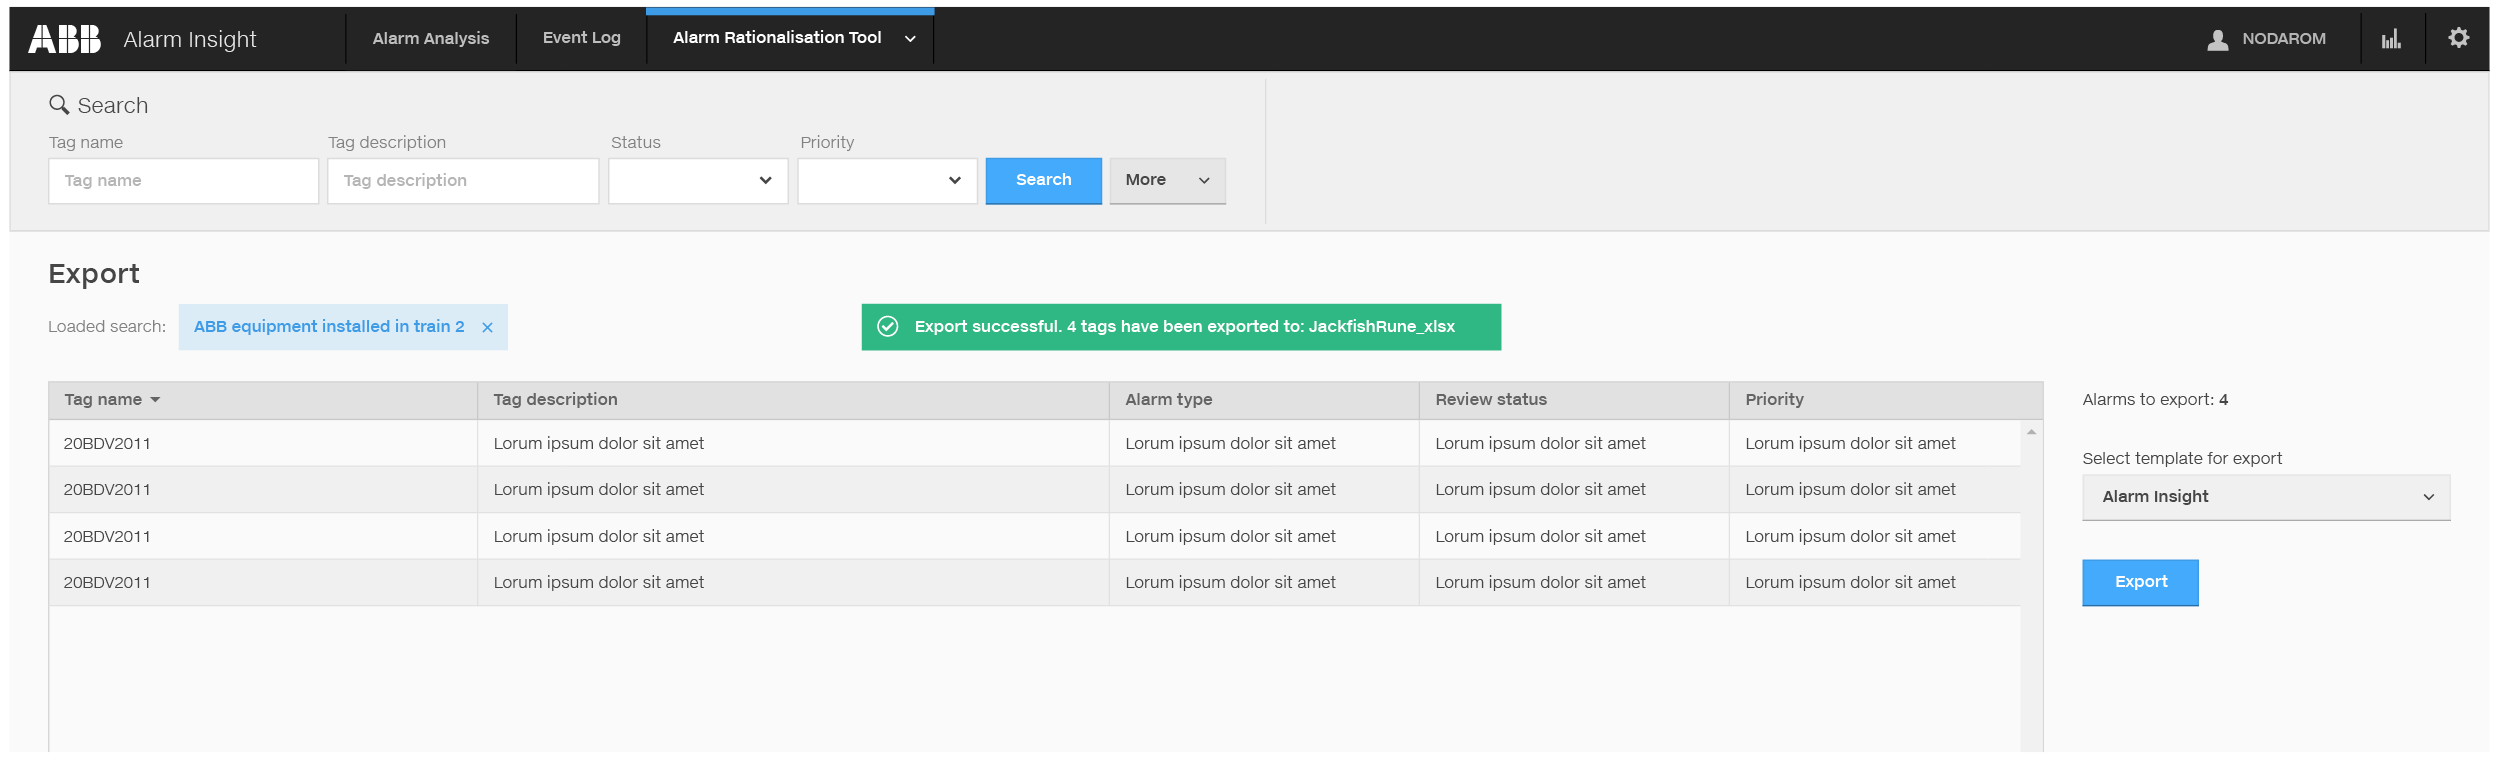 ABB Alarm Insight Alarm Analysis Event Log Alarm Rationalisation Tool NODAROM
Search
Tag name Tag description Status Priority
Tag name Tag description Search More
Export
Loaded search: ABB equipment installed in train 2 Export successful. 4 tags have been exported to: JackfishRune_xlsx
Tag name Tag description Alarm type Review status Priority Alarms to export: 4
20BDV2011 Lorum ipsum dolor sit amet Lorum ipsum dolor sit amet Lorum ipsum dolor sit amet Lorum ipsum dolor sit amet
Select template for export
20BDV2011 Lorum ipsum dolor sit amet Lorum ipsum dolor sit amet Lorum ipsum dolor sit amet Lorum ipsum dolor sit amet Alarm Insight
20BDV2011 Lorum ipsum dolor sit amet Lorum ipsum dolor sit amet Lorum ipsum dolor sit amet Lorum ipsum dolor sit amet
20BDV2011 Lorum ipsum dolor sit amet Lorum ipsum dolor sit amet Lorum ipsum dolor sit amet Lorum ipsum dolor sit amet Export